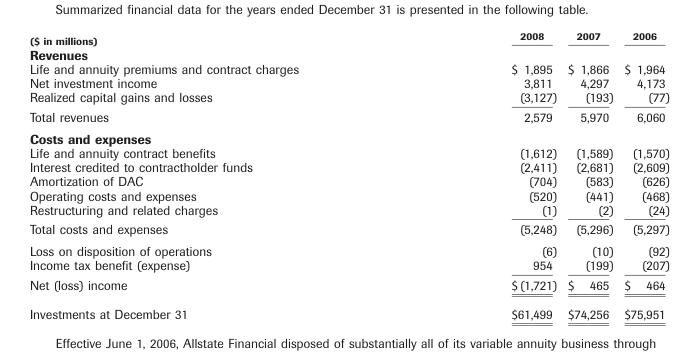 Summarized financial data for the years ended December 31 is presented in the following table.
($ in millions) 2008 2007 2006
Revenues
Life and annuity premiums and contract charges $ 1,895 $ 1,866 $ 1,964
Net investment income 3,811 4,297 4,173
Realized capital gains and losses (3,127) (193) (77)
Total revenues 2,579 5,970 6,060
Costs and expenses
Life and annuity contract benefits (1,612) (1,589) (1,570)
Interest credited to contractholder funds (2,411) (2,681) (2,609)
Amortization of DAC (704) (583) (626)
Operating costs and expenses (520) (441) (468)
Restructuring and related charges (1) (2) (24)
Total costs and expenses (5,248) (5,296) (5,297)
Loss on disposition of operations (6) (10) (92)
Income tax benefit (expense) 954 (199) (207)
Net (loss) income $ (1,721) $ 465 $ 464
Investments at December 31 $61,499 $74,256 $75,951
Effective June 1, 2006, Allstate Financial disposed of substantially all of its variable annuity business through